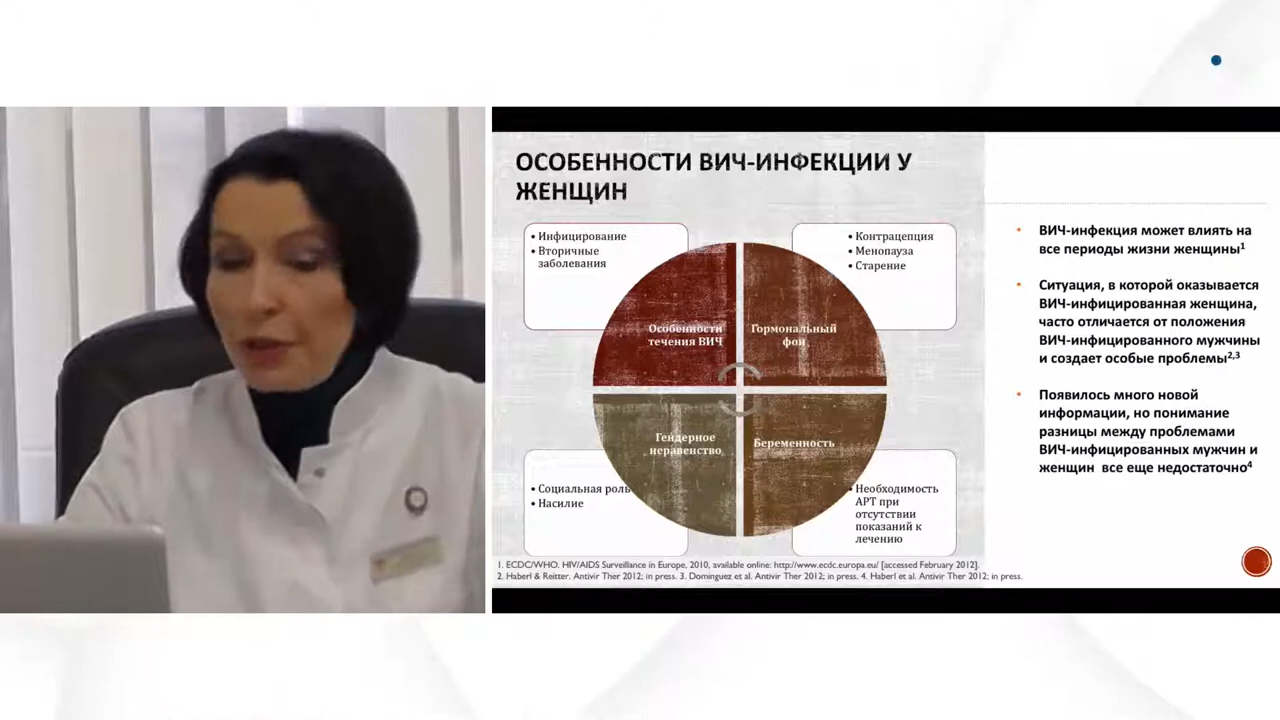 ОСОБЕННОСТИ ВИЧ-ИНФЕКЦИИ У
ЖЕНЩИН
• Инфицирование
• Вторичные
заболевания
• Контрацепция
• Менопауза
• Старение
Особенности
течения ВИЧ
Гормональный
фон
Гендерное
неравенство
Беременность
• Социальная роль
• Насилие
• Необходимость
АРТ при
отсутствии
показаний к
лечению
• ВИЧ-инфекция может влиять на
все периоды жизни женщины¹
• Ситуация, в которой оказывается
ВИЧ-инфицированная женщина,
часто отличается от положения
ВИЧ-инфицированного мужчины
и создает особые проблемы²,³
• Появилось много новой
информации, но понимание
разницы между проблемами
ВИЧ-инфицированных мужчин и
женщин все еще недостаточно⁴
1. ECDC/WHO. HIV/AIDS Surveillance in Europe, 2010, available online: http://www.ecdc.europa.eu/ [accessed February 2012].
2. Haberl & Reitter. Antivir Ther 2012; in press. 3. Dominguez et al. Antivir Ther 2012; in press. 4. Haberl et al. Antivir Ther 2012; in press.